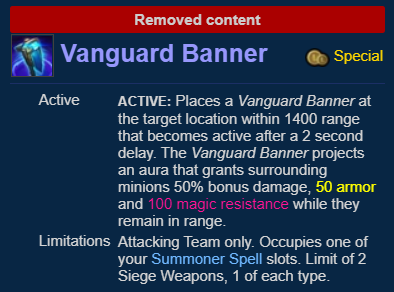 Removed content
Vanguard Banner
Special
Active
ACTIVE: Places a Vanguard Banner at
the target location within 1400 range
that becomes active after a 2 second
delay. The Vanguard Banner projects
an aura that grants surrounding
minions 50% bonus damage, 50 armor
and 100 magic resistance while they
remain in range.
Limitations
Attacking Team only. Occupies one of
your Summoner Spell slots. Limit of 2
Siege Weapons, 1 of each type.